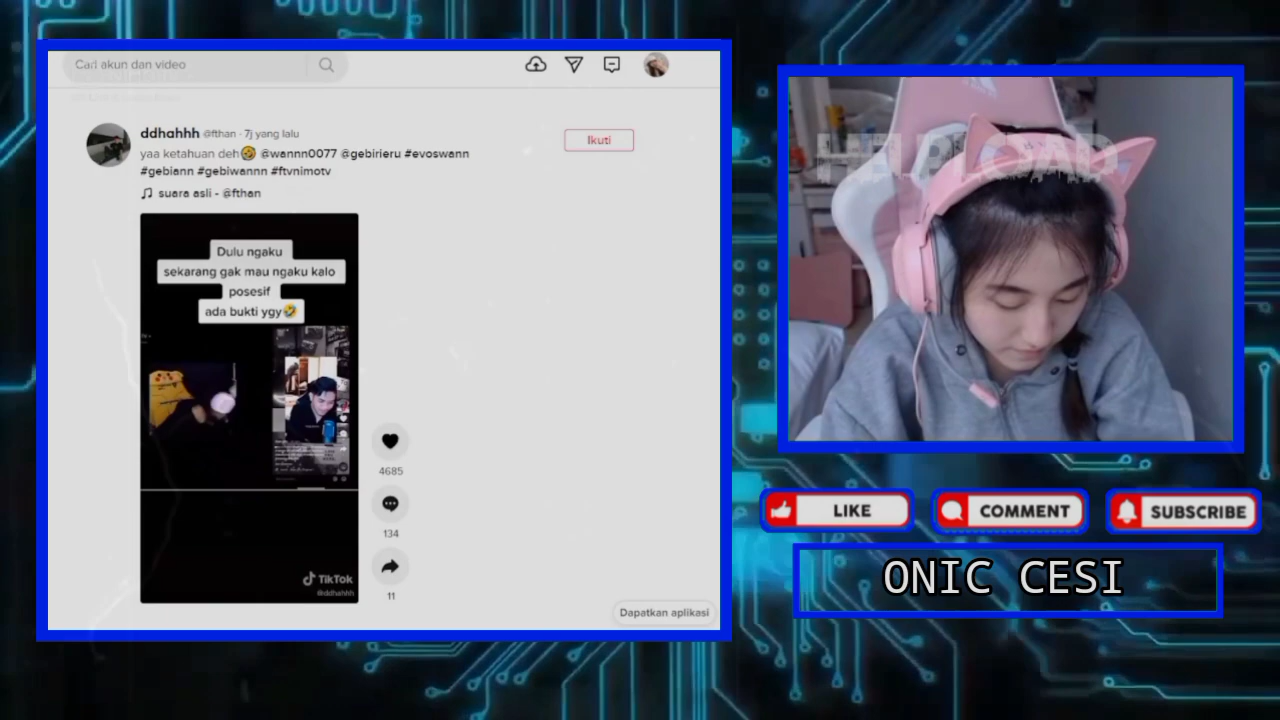 Cari akun dan video
ddhahhh @fthan · 7j yang lalu
Ikuti
yaa ketahuan deh🤣 @wannn0077 @gebirieru #evoswann
#gebiann #gebiwannn #ftvnimotv
suara asli - @fthan
Dulu ngaku
sekarang gak mau ngaku kalo
posesif
ada bukti ygy🤣
4685
134
11
TikTok
@ddhahhh
Dapatkan aplikasi
LIKE
COMMENT
SUBSCRIBE
ONIC CESI